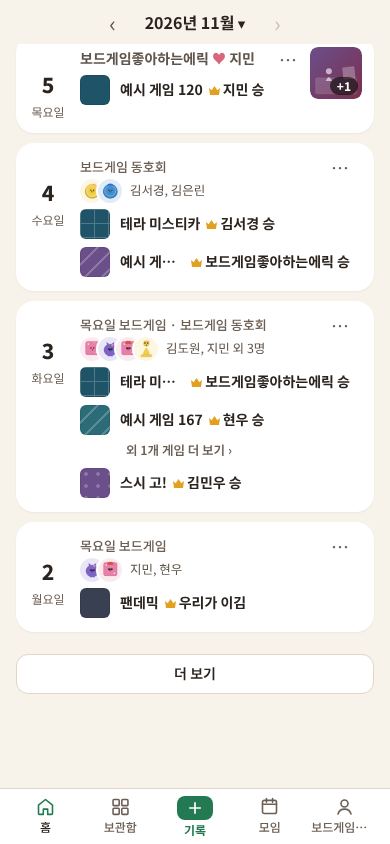 ‹ 2026년 11월 ▾ ›
보드게임좋아하는에릭 ♥ 지민 ···
5
목요일
예시 게임 120 지민 승
+1
보드게임 동호회 ···
4
수요일
김서경, 김은린
테라 미스티카 김서경 승
예시 게··· 보드게임좋아하는에릭 승
목요일 보드게임 · 보드게임 동호회 ···
3
화요일
김도원, 지민 외 3명
테라 미··· 보드게임좋아하는에릭 승
예시 게임 167 현우 승
외 1개 게임 더 보기 ›
스시 고! 김민우 승
목요일 보드게임 ···
2
월요일
지민, 현우
팬데믹 우리가 이김
더 보기
홈 보관함 기록 모임 보드게임···